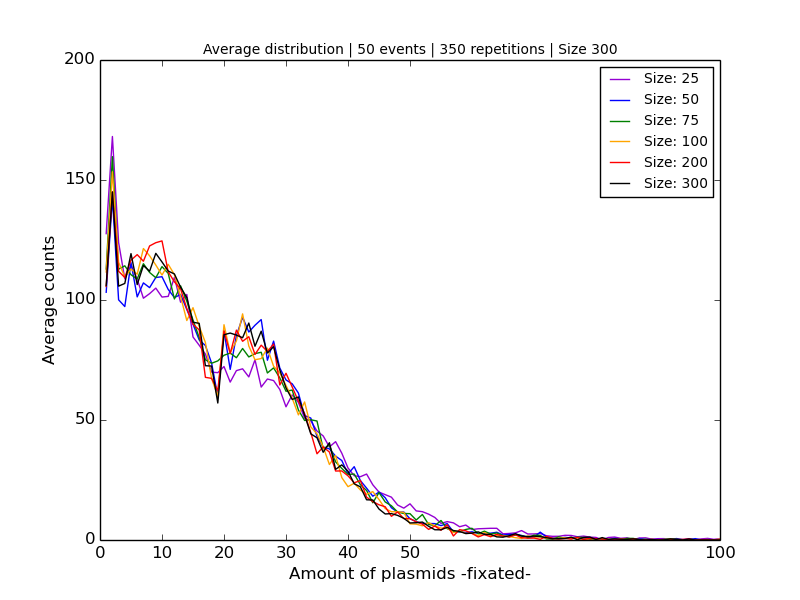 Average distribution | 50 events | 350 repetitions | Size 300
200
150
100
50
0
Average counts
Size: 25
Size: 50
Size: 75
Size: 100
Size: 200
Size: 300
0 10 20 30 40 50 100
Amount of plasmids -fixated-